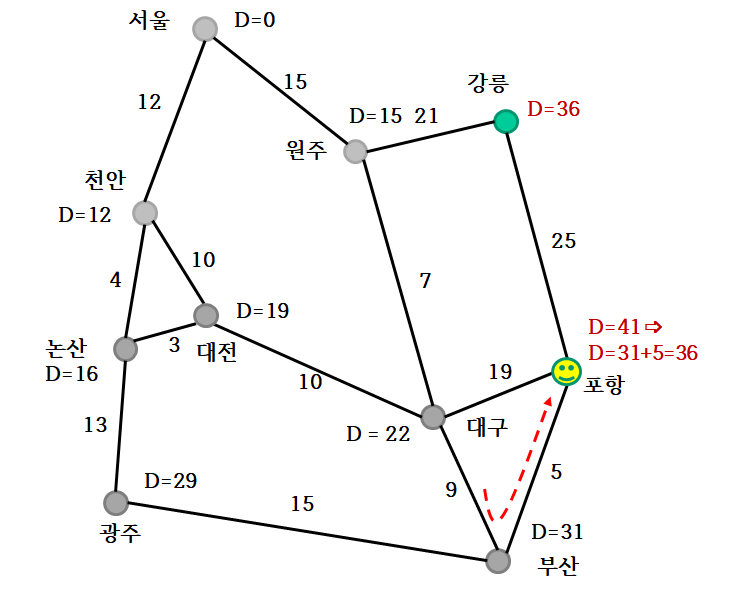 서울 D=0
15
12
강릉
D=36
D=15 21
원주
천안
D=12
25
10
4
7
D=19
D=41⇨
논산
3
대전
D=31+5=36
D=16
19
포항
10
13
D = 22
대구
5
D=29
9
15
광주
D=31
부산